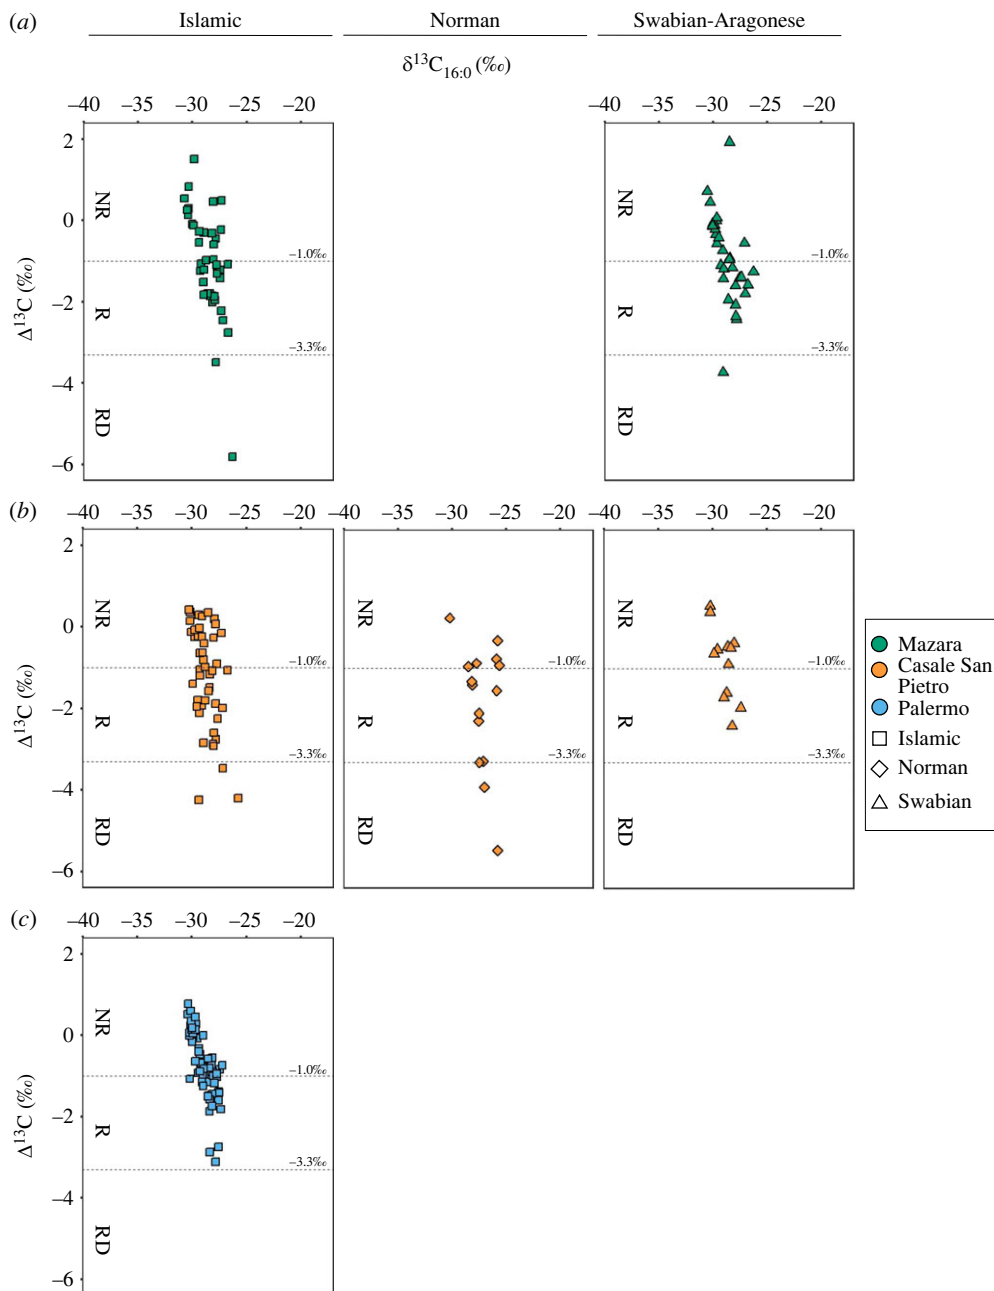 (a) Islamic Norman Swabian-Aragonese
δ¹³C₁₆:₀ (‰)
–40 –35 –30 –25 –20 –40 –35 –30 –25 –20
2
0
–2
–4
–6
Δ¹³C (‰)
NR
R
RD
–1.0‰
–3.3‰
NR
R
RD
–1.0‰
–3.3‰
(b)
–40 –35 –30 –25 –20 –40 –35 –30 –25 –20 –40 –35 –30 –25 –20
2
0
–2
–4
–6
Δ¹³C (‰)
NR
R
RD
–1.0‰
–3.3‰
NR
R
RD
–1.0‰
–3.3‰
NR
R
RD
–1.0‰
–3.3‰
Mazara
Casale San
Pietro
Palermo
Islamic
Norman
Swabian
(c)
–40 –35 –30 –25 –20
2
0
–2
–4
–6
Δ¹³C (‰)
NR
R
RD
–1.0‰
–3.3‰